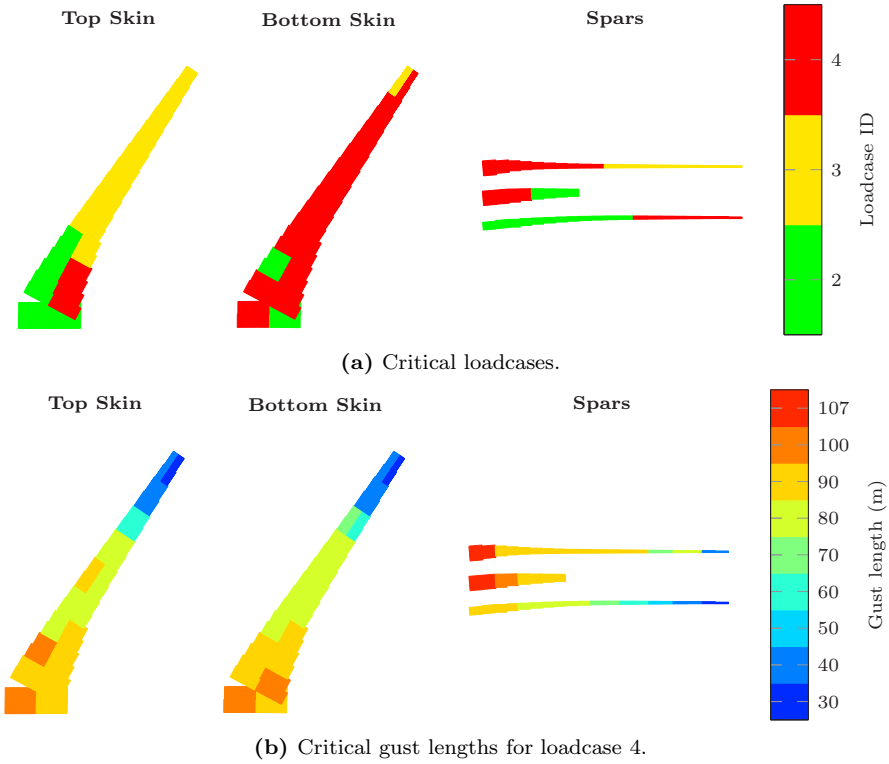 Top Skin
Bottom Skin
Spars
4
3
2
Loadcase ID
(a) Critical loadcases.
Top Skin
Bottom Skin
Spars
107
100
90
80
70
60
50
40
30
Gust length (m)
(b) Critical gust lengths for loadcase 4.